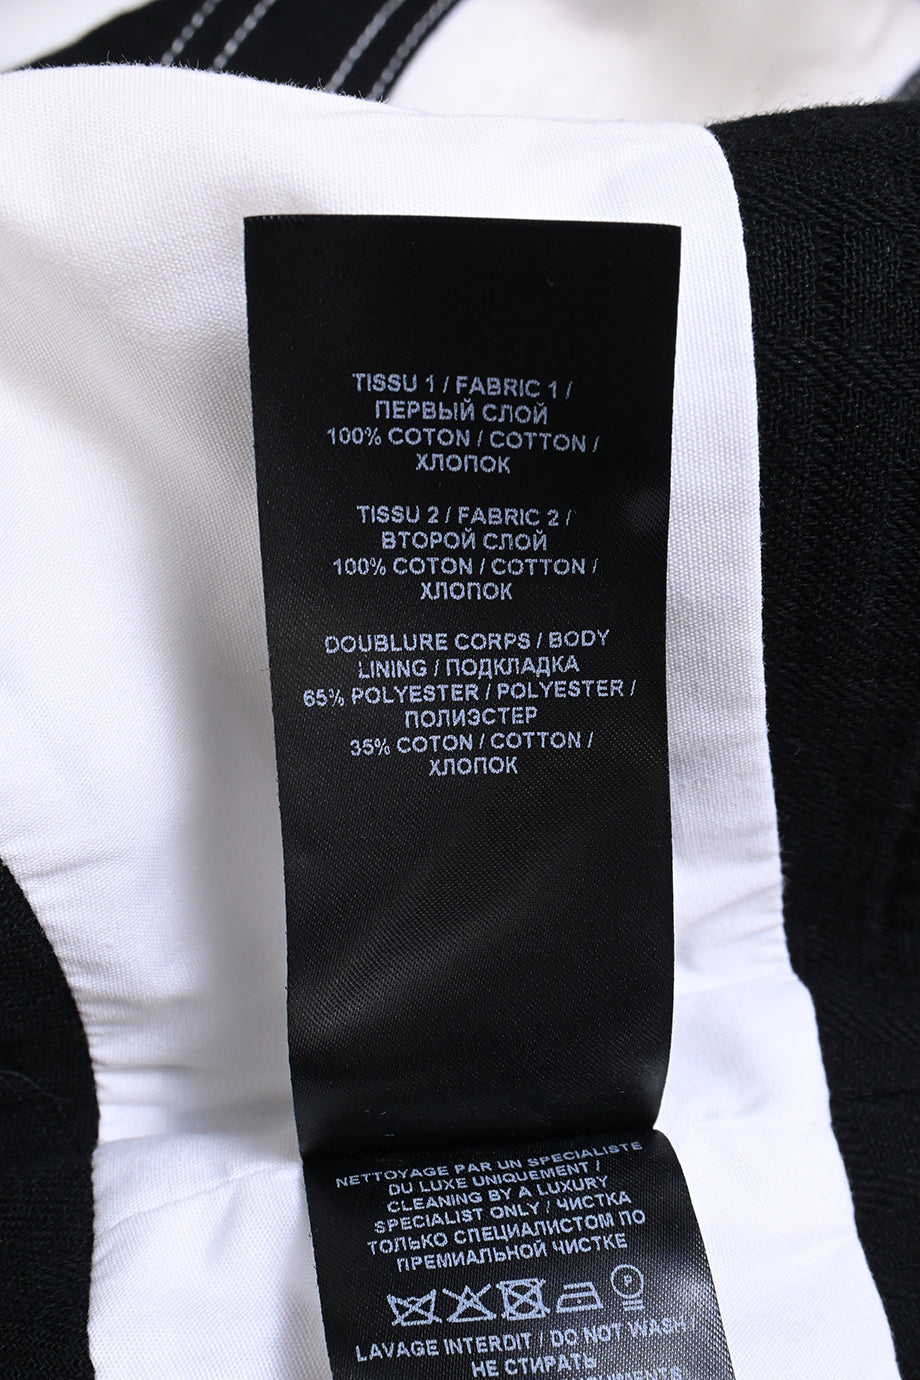 TISSU 1 / FABRIC 1 /
ПЕРВЫЙ СЛОЙ
100% COTON / COTTON /
ХЛОПОК
TISSU 2 / FABRIC 2 /
ВТОРОЙ СЛОЙ
100% COTON / COTTON /
ХЛОПОК
DOUBLURE CORPS / BODY
LINING / ПОДКЛАДКА
65% POLYESTER / POLYESTER /
ПОЛИЭСТЕР
35% COTON / COTTON /
ХЛОПОК
NETTOYAGE PAR UN SPECIALISTE
DU LUXE UNIQUEMENT /
CLEANING BY A LUXURY
SPECIALIST ONLY / ЧИСТКА
ТОЛЬКО СПЕЦИАЛИСТОМ ПО
ПРЕМИАЛЬНОЙ ЧИСТКЕ
P
LAVAGE INTERDIT / DO NOT WASH
НЕ СТИРАТЬ